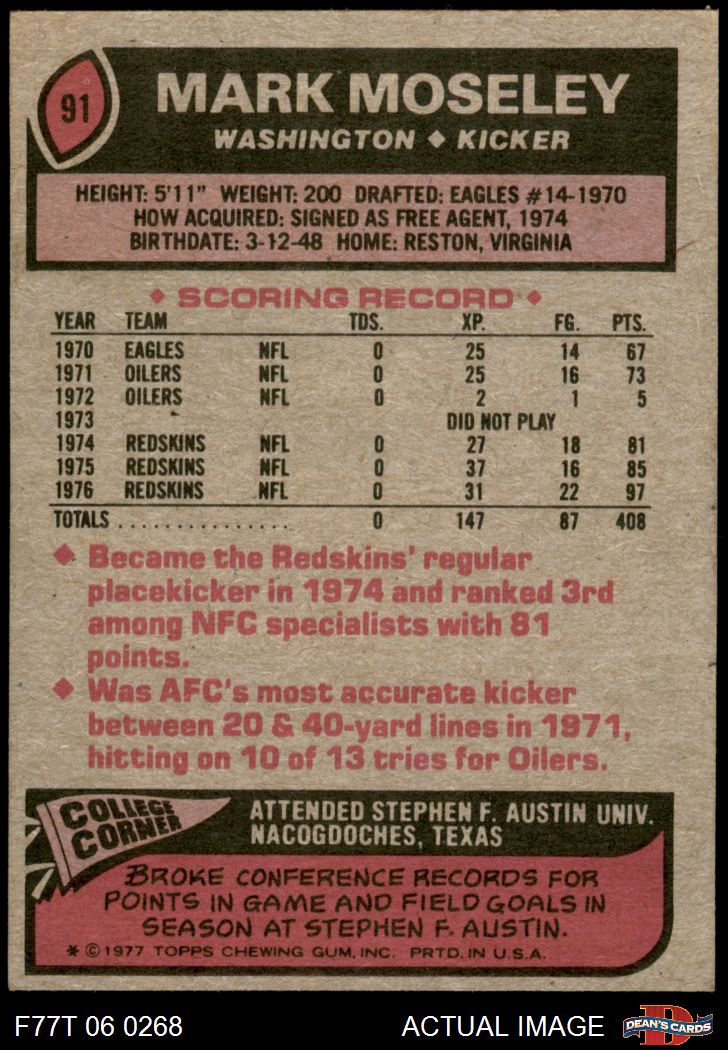 91
MARK MOSELEY
WASHINGTON ♦ KICKER
HEIGHT: 5'11" WEIGHT: 200 DRAFTED: EAGLES #14-1970
HOW ACQUIRED: SIGNED AS FREE AGENT, 1974
BIRTHDATE: 3-12-48 HOME: RESTON, VIRGINIA
♦ SCORING RECORD ♦
YEAR TEAM TDS. XP. FG. PTS.
1970 EAGLES NFL 0 25 14 67
1971 OILERS NFL 0 25 16 73
1972 OILERS NFL 0 2 1 5
1973 DID NOT PLAY
1974 REDSKINS NFL 0 27 18 81
1975 REDSKINS NFL 0 37 16 85
1976 REDSKINS NFL 0 31 22 97
TOTALS ............... 0 147 87 408
♦ Became the Redskins' regular
placekicker in 1974 and ranked 3rd
among NFC specialists with 81
points.
♦ Was AFC's most accurate kicker
between 20 & 40-yard lines in 1971,
hitting on 10 of 13 tries for Oilers.
COLLEGE
CORNER
ATTENDED STEPHEN F. AUSTIN UNIV.
NACOGDOCHES, TEXAS
BROKE CONFERENCE RECORDS FOR
POINTS IN GAME AND FIELD GOALS IN
SEASON AT STEPHEN F. AUSTIN.
* © 1977 TOPPS CHEWING GUM, INC. PRTD. IN U.S.A.
F77T 06 0268
ACTUAL IMAGE
D
DEAN'S CARDS